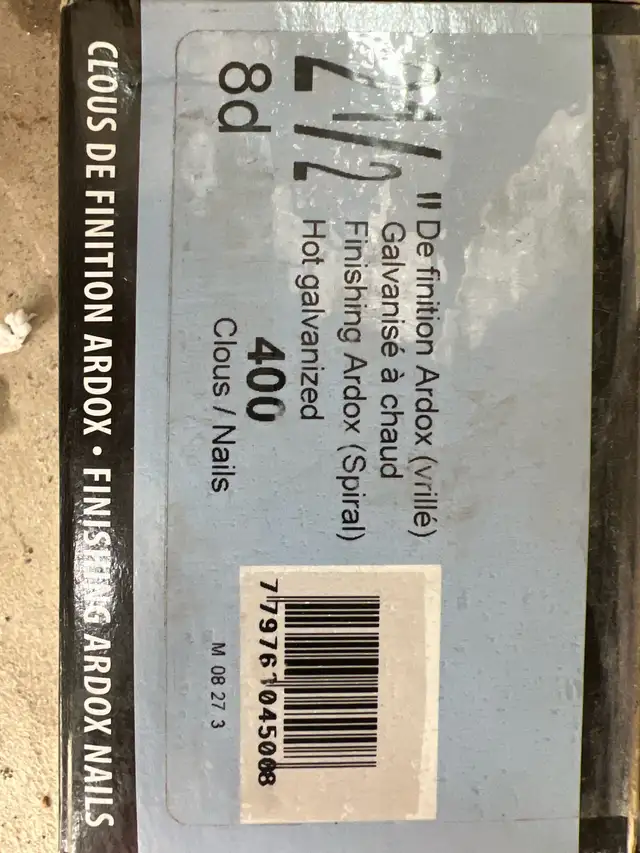 2 1/2 "
De finition Ardox (vrillé)
Galvanisé à chaud
Finishing Ardox (Spiral)
Hot galvanized
8d
400
Clous / Nails
7 79761 04500 8
M 08 27 3
CLOUS DE FINITION ARDOX • FINISHING ARDOX NAILS